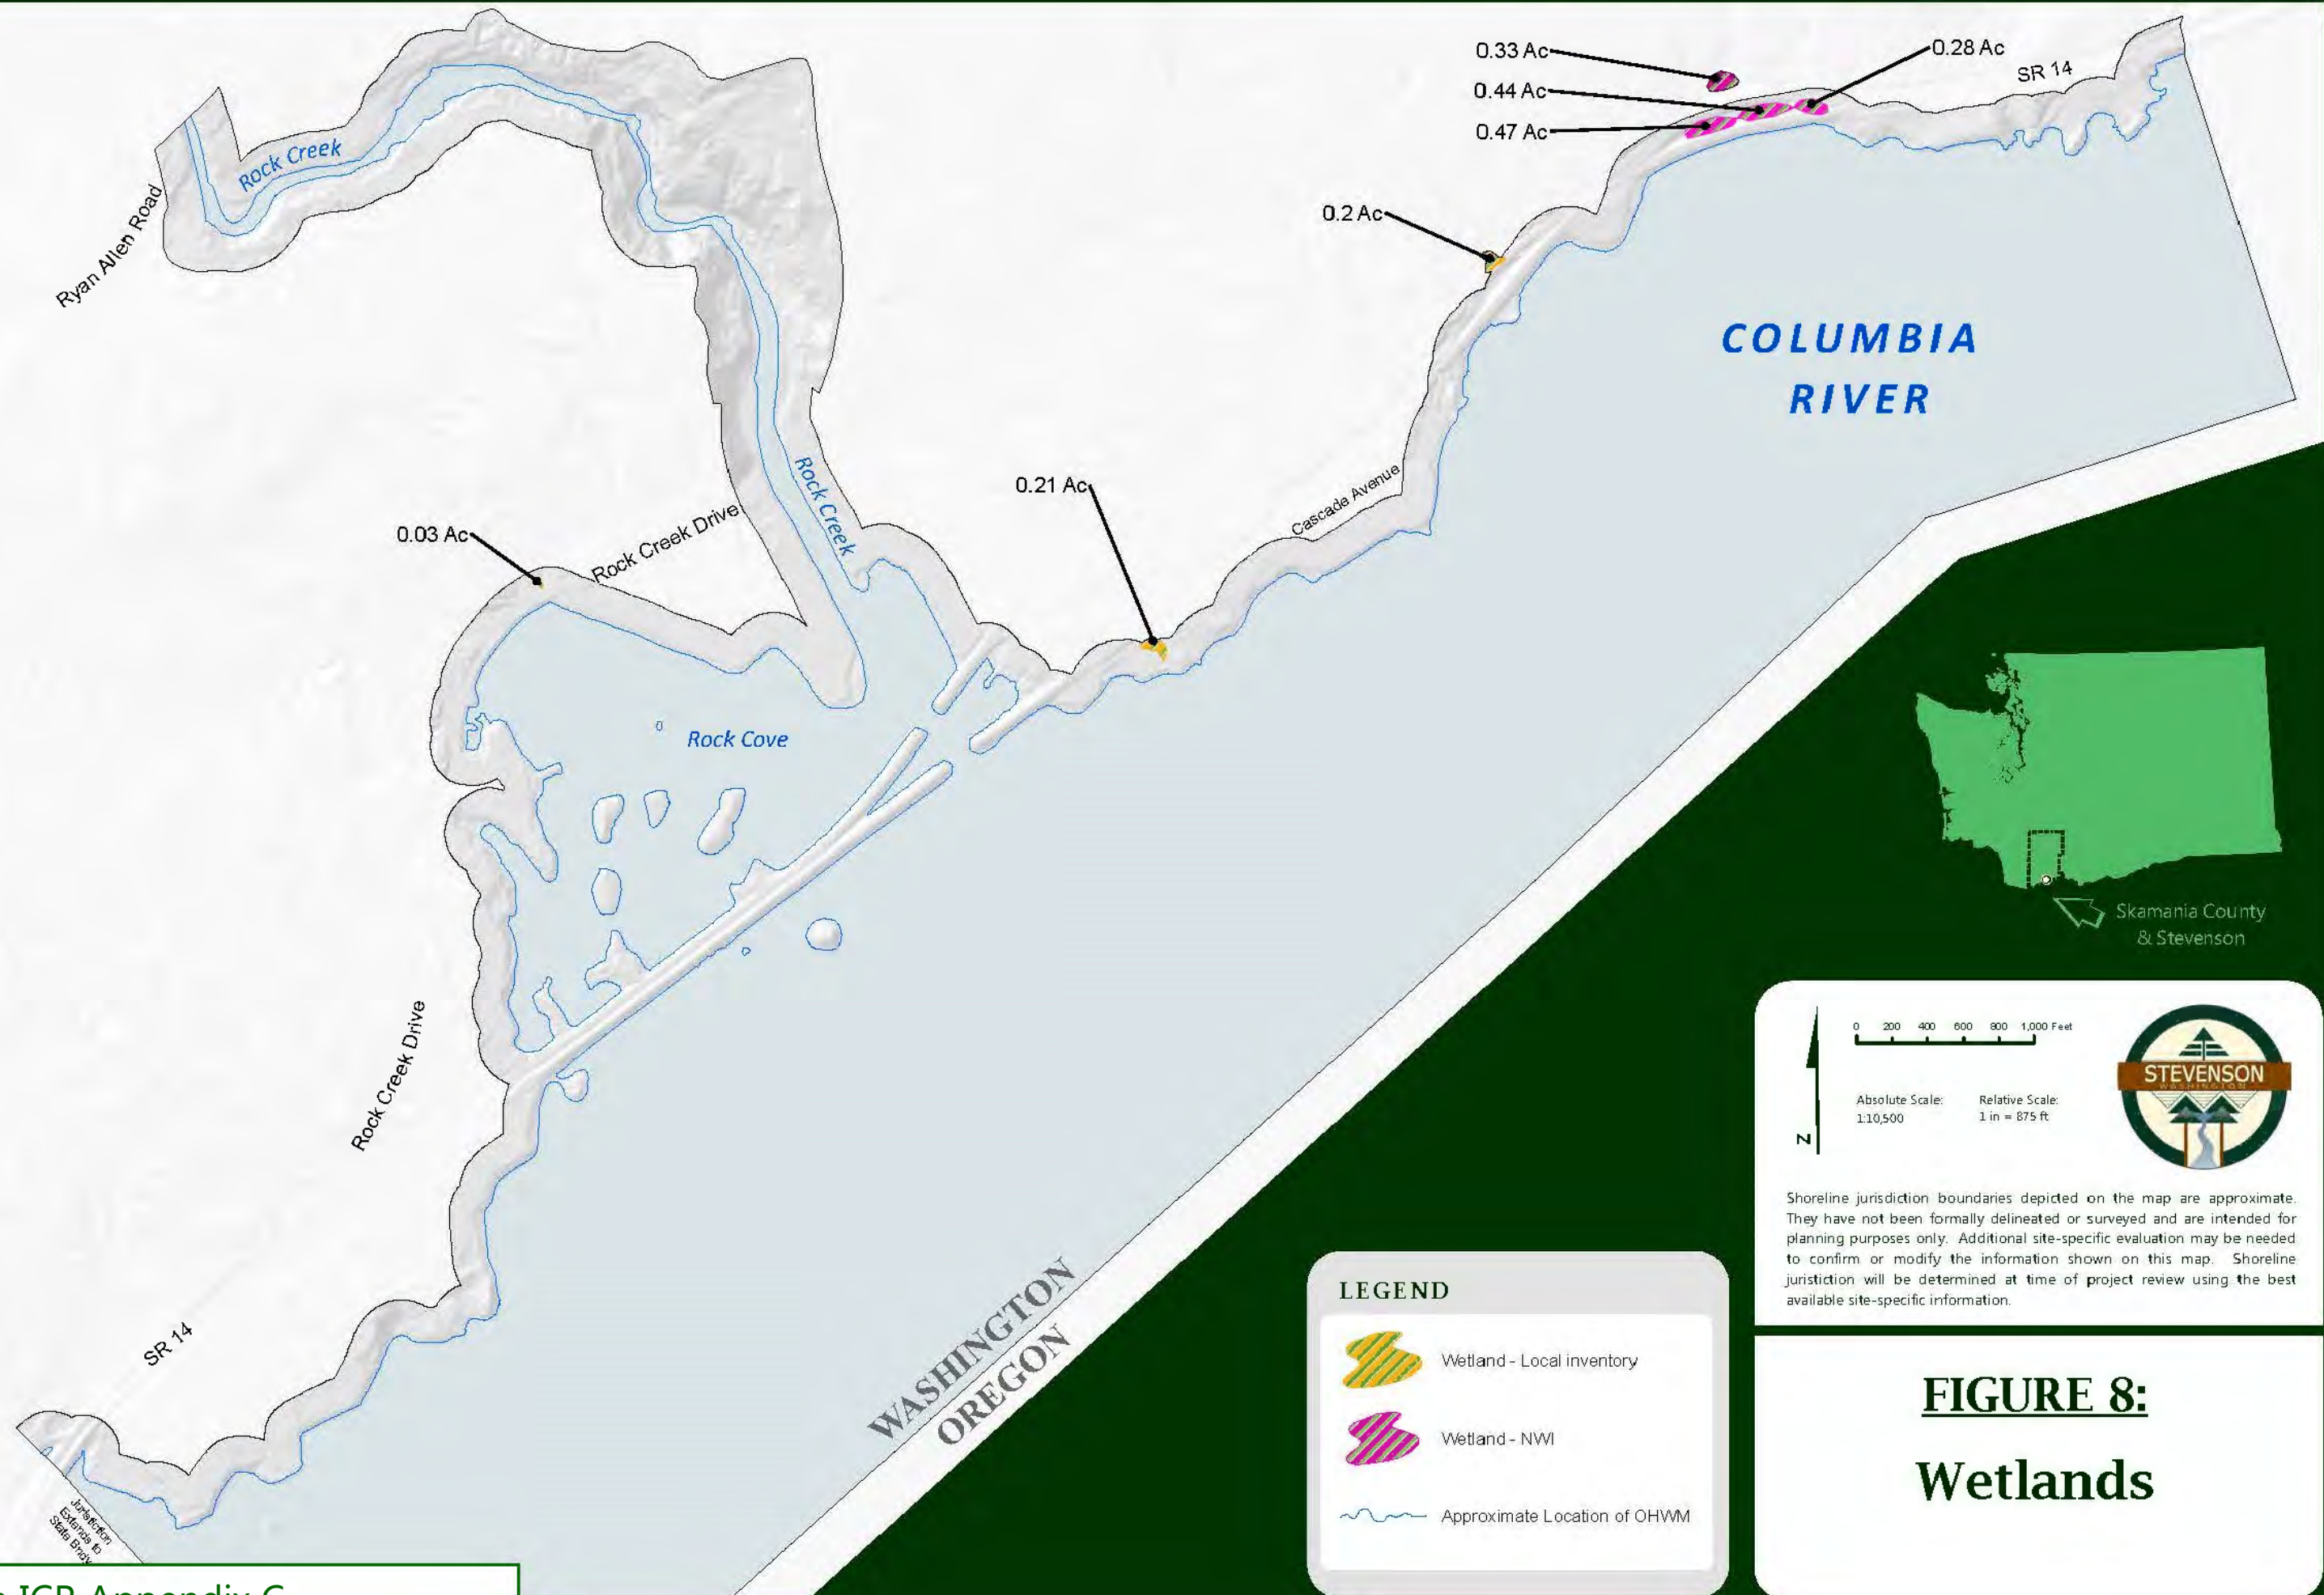 0.33 Ac
0.44 Ac
0.47 Ac
0.28 Ac
SR 14
0.2 Ac
Rock Creek
Ryan Allen Road
COLUMBIA
RIVER
Rock Creek
0.21 Ac
Cascade Avenue
0.03 Ac
Rock Creek Drive
Rock Cove
Rock Creek Drive
SR 14
Skamania County
& Stevenson
0 200 400 600 800 1,000 Feet
Absolute Scale:
1:10,500
Relative Scale:
1 in = 875 ft
N
STEVENSON
WASHINGTON
Shoreline jurisdiction boundaries depicted on the map are approximate.
They have not been formally delineated or surveyed and are intended for
planning purposes only. Additional site-specific evaluation may be needed
to confirm or modify the information shown on this map. Shoreline
juristiction will be determined at time of project review using the best
available site-specific information.
WASHINGTON
OREGON
LEGEND
Wetland - Local inventory
Wetland - NWI
Approximate Location of OHWM
FIGURE 8:
Wetlands
Extends to
State Bndy
ICR Appendix C